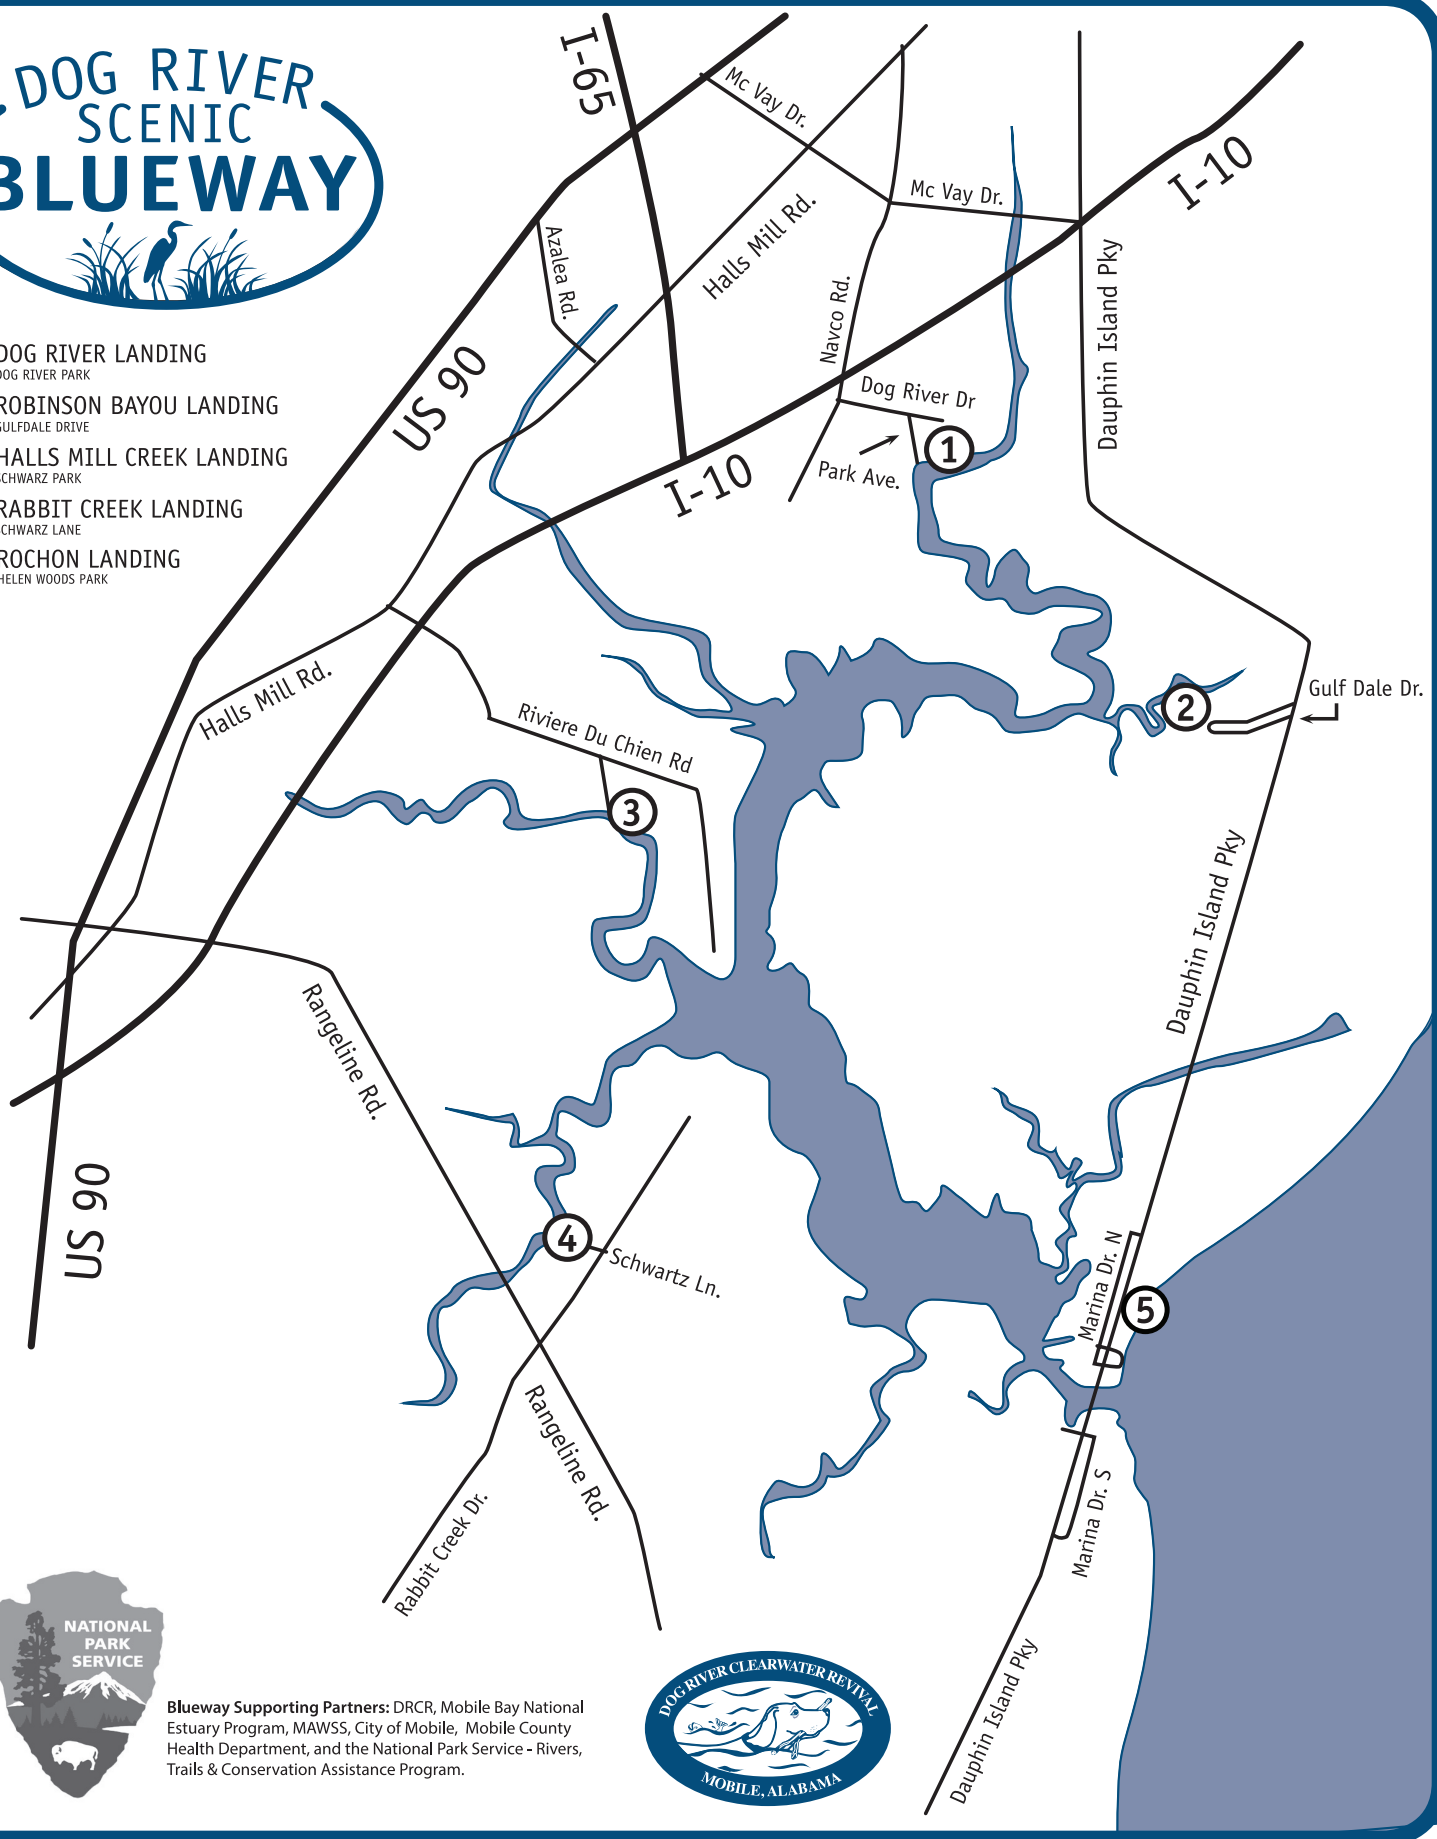 DOG RIVER
SCENIC
BLUEWAY
DOG RIVER LANDING
DOG RIVER PARK
ROBINSON BAYOU LANDING
GULFDALE DRIVE
HALLS MILL CREEK LANDING
SCHWARZ PARK
RABBIT CREEK LANDING
SCHWARZ LANE
ROCHON LANDING
HELEN WOODS PARK
I-65
Mc Vay Dr.
Mc Vay Dr.
I-10
Azalea Rd.
Halls Mill Rd.
Navco Rd.
Dauphin Island Pky
US 90
Dog River Dr
1
Park Ave.
I-10
Halls Mill Rd.
Gulf Dale Dr.
2
Riviere Du Chien Rd
3
Dauphin Island Pky
Rangeline Rd.
US 90
4
Schwartz Ln.
Marina Dr. N
5
Rangeline Rd.
Rabbit Creek Dr.
Marina Dr. S
Dauphin Island Pky
NATIONAL
PARK
SERVICE
Blueway Supporting Partners: DRCR, Mobile Bay National
Estuary Program, MAWSS, City of Mobile, Mobile County
Health Department, and the National Park Service - Rivers,
Trails & Conservation Assistance Program.
DOG RIVER CLEARWATER REVIVAL
MOBILE, ALABAMA